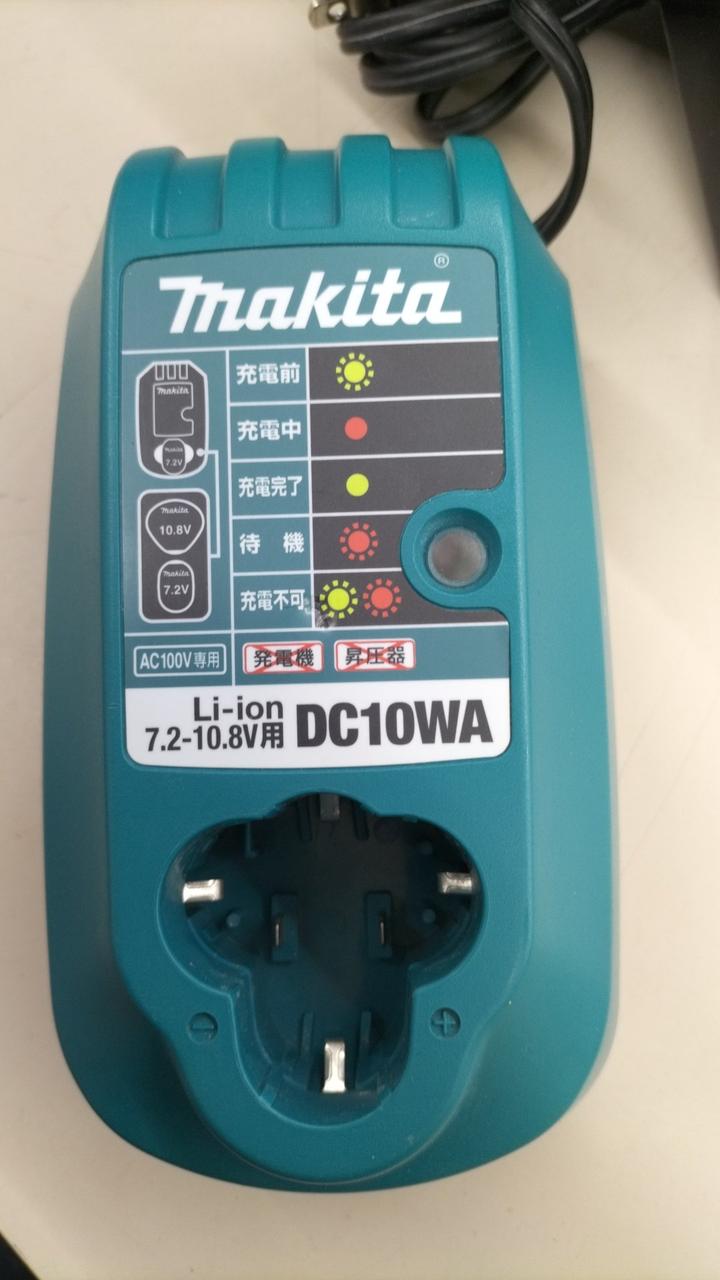 makita®
充電前
充電中
充電完了
待 機
充電不可
makita
makita
7.2V
makita
10.8V
makita
7.2V
AC100V専用
発電機
昇圧器
Li-ion
7.2-10.8V用
DC10WA